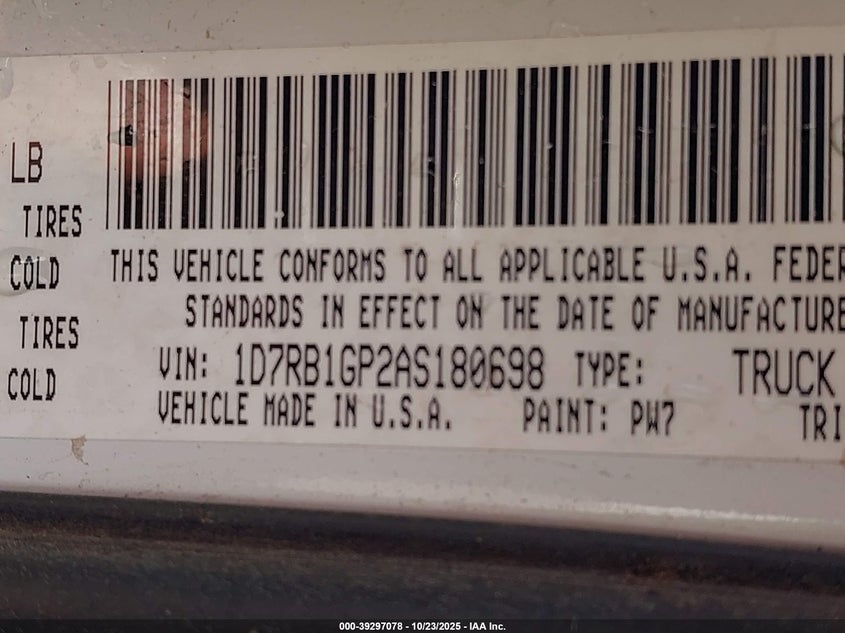 LB
TIRES
COLD
TIRES
COLD
THIS VEHICLE CONFORMS TO ALL APPLICABLE U.S.A. FEDER
STANDARDS IN EFFECT ON THE DATE OF MANUFACTURE
VIN: 1D7RB1GP2AS180698 TYPE: TRUCK
VEHICLE MADE IN U.S.A. PAINT: PW7 TRI
000-39297078 - 10/23/2025 - IAA Inc.